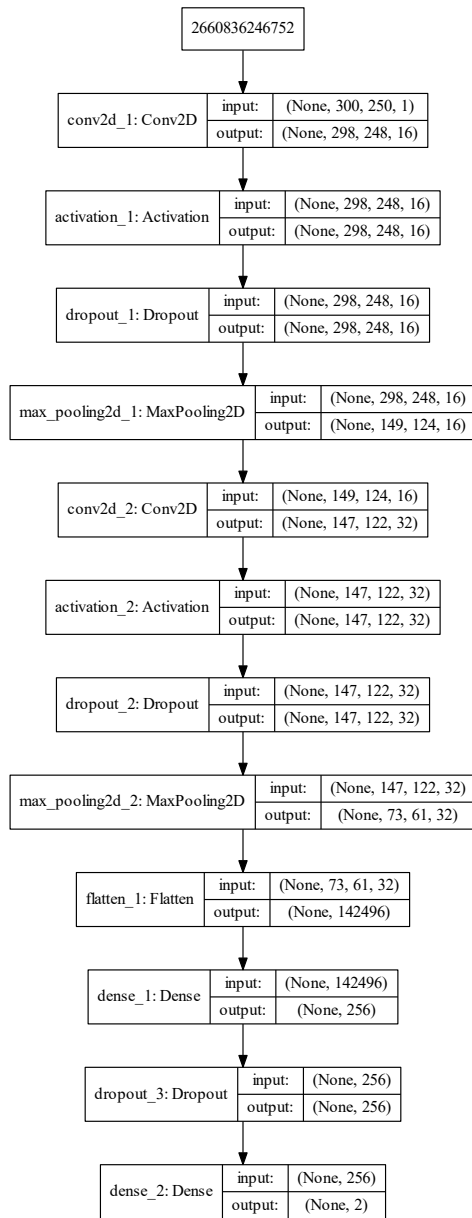 2660836246752
conv2d_1: Conv2D
input: (None, 300, 250, 1)
output: (None, 298, 248, 16)
activation_1: Activation
input: (None, 298, 248, 16)
output: (None, 298, 248, 16)
dropout_1: Dropout
input: (None, 298, 248, 16)
output: (None, 298, 248, 16)
max_pooling2d_1: MaxPooling2D
input: (None, 298, 248, 16)
output: (None, 149, 124, 16)
conv2d_2: Conv2D
input: (None, 149, 124, 16)
output: (None, 147, 122, 32)
activation_2: Activation
input: (None, 147, 122, 32)
output: (None, 147, 122, 32)
dropout_2: Dropout
input: (None, 147, 122, 32)
output: (None, 147, 122, 32)
max_pooling2d_2: MaxPooling2D
input: (None, 147, 122, 32)
output: (None, 73, 61, 32)
flatten_1: Flatten
input: (None, 73, 61, 32)
output: (None, 142496)
dense_1: Dense
input: (None, 142496)
output: (None, 256)
dropout_3: Dropout
input: (None, 256)
output: (None, 256)
dense_2: Dense
input: (None, 256)
output: (None, 2)